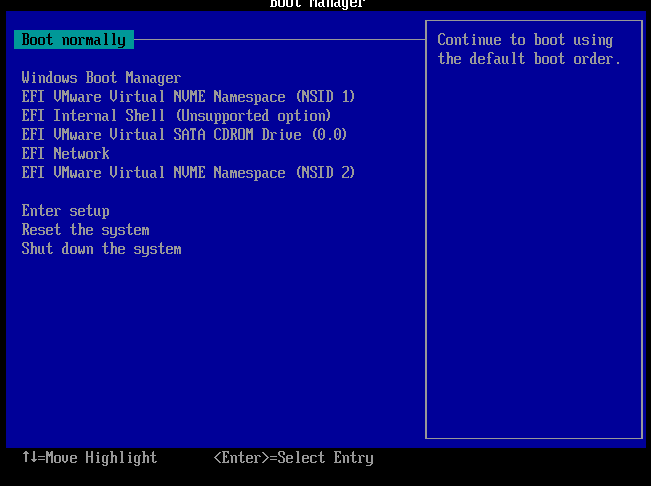 Boot Manager
Boot normally
Continue to boot using
the default boot order.
Windows Boot Manager
EFI VMware Virtual NVME Namespace (NSID 1)
EFI Internal Shell (Unsupported option)
EFI VMware Virtual SATA CDROM Drive (0.0)
EFI Network
EFI VMware Virtual NVME Namespace (NSID 2)
Enter setup
Reset the system
Shut down the system
↑↓=Move Highlight <Enter>=Select Entry